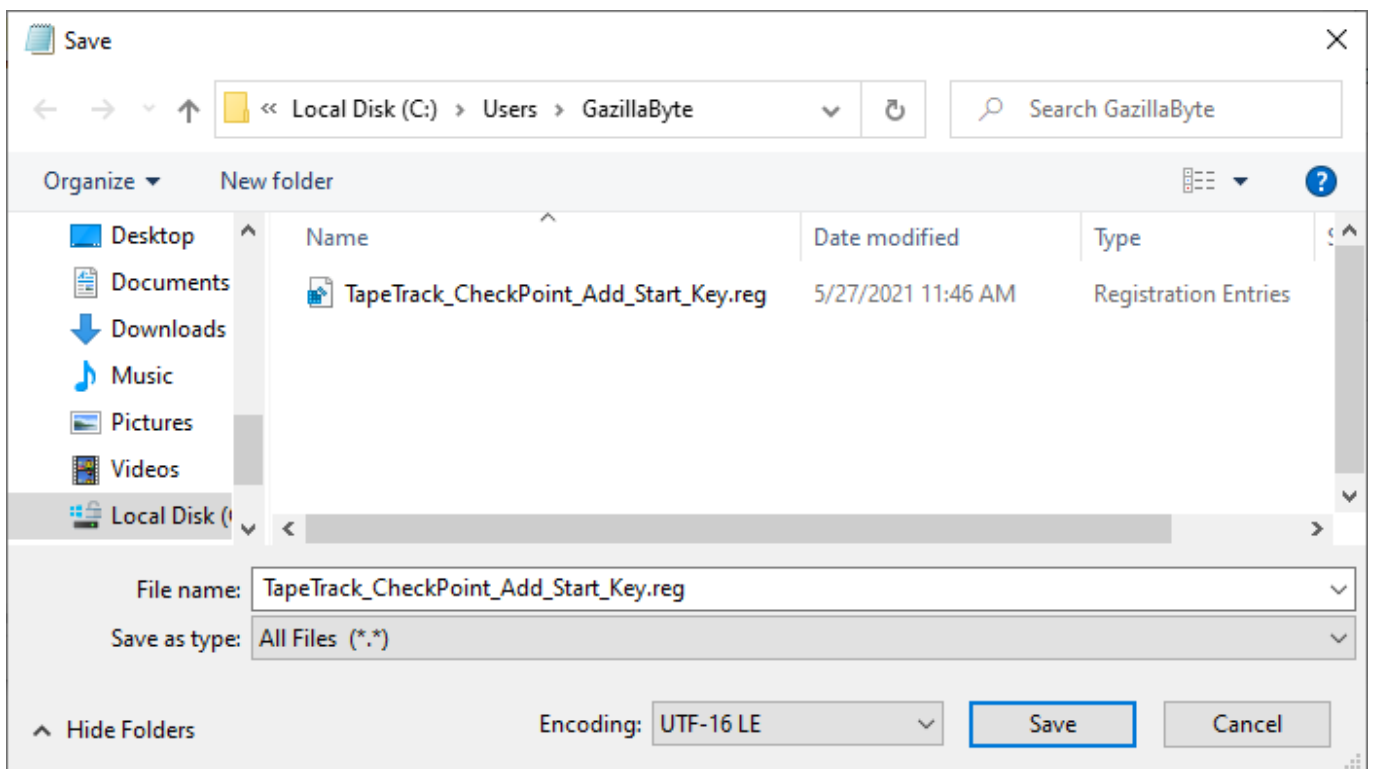 Save
« Local Disk (C:) › Users › GazillaByte
Search GazillaByte
Organize
New folder
Desktop
Documents
Downloads
Music
Pictures
Videos
Local Disk (
Name
Date modified
Type
TapeTrack_CheckPoint_Add_Start_Key.reg
5/27/2021 11:46 AM
Registration Entries
File name: TapeTrack_CheckPoint_Add_Start_Key.reg
Save as type: All Files (*.*)
Hide Folders
Encoding: UTF-16 LE
Save
Cancel